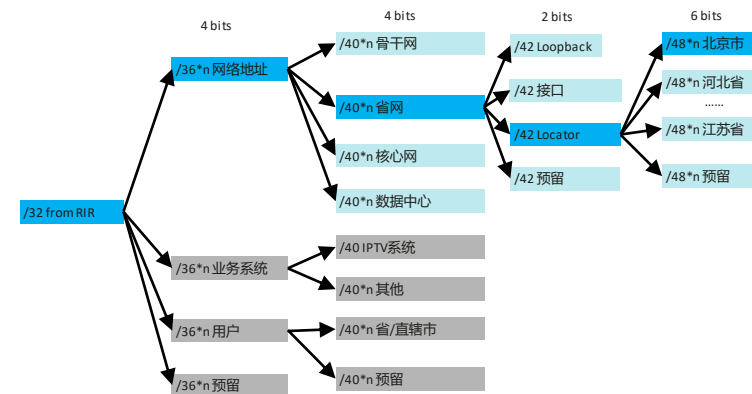 4 bits
4 bits
2 bits
6 bits
/32 from RIR
/36*n 网络地址
/36*n 业务系统
/36*n 用户
/36*n 预留
/40*n 骨干网
/40*n 省网
/40*n 核心网
/40*n 数据中心
/40 IPTV系统
/40*n 其他
/40*n 省/直辖市
/40*n 预留
/42 Loopback
/42 接口
/42 Locator
/42 预留
/48*n 北京市
/48*n 河北省
......
/48*n 江苏省
/48*n 预留